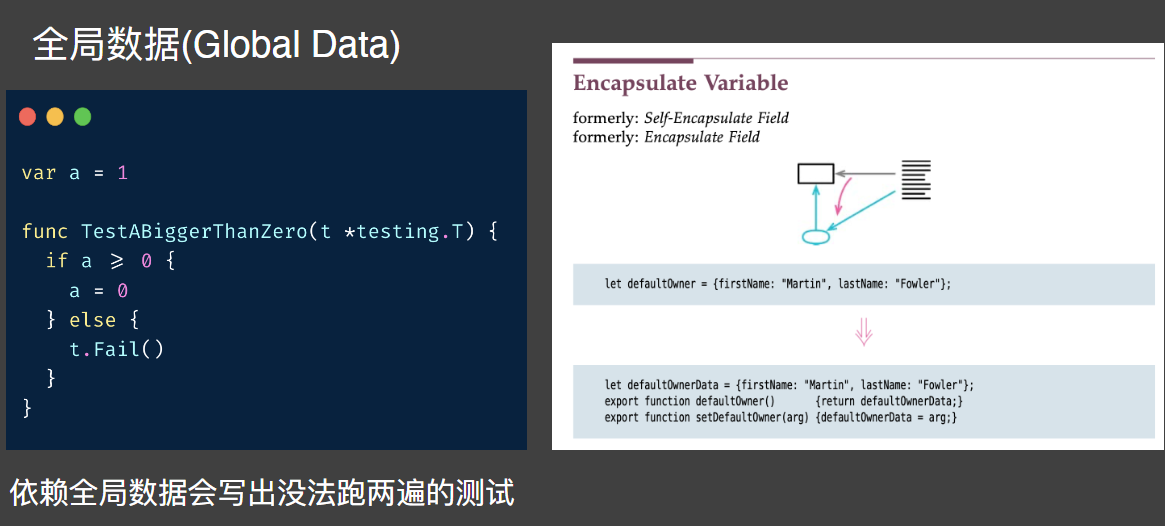 全局数据(Global Data)
var a = 1
func TestABiggerThanZero(t *testing.T) {
  if a >= 0 {
    a = 0
  } else {
    t.Fail()
  }
}
依赖全局数据会写出没法跑两遍的测试
Encapsulate Variable
formerly: Self-Encapsulate Field
formerly: Encapsulate Field
let defaultOwner = {firstName: "Martin", lastName: "Fowler"};
let defaultOwnerData = {firstName: "Martin", lastName: "Fowler"};
export function defaultOwner()      {return defaultOwnerData;}
export function setDefaultOwner(arg) {defaultOwnerData = arg;}